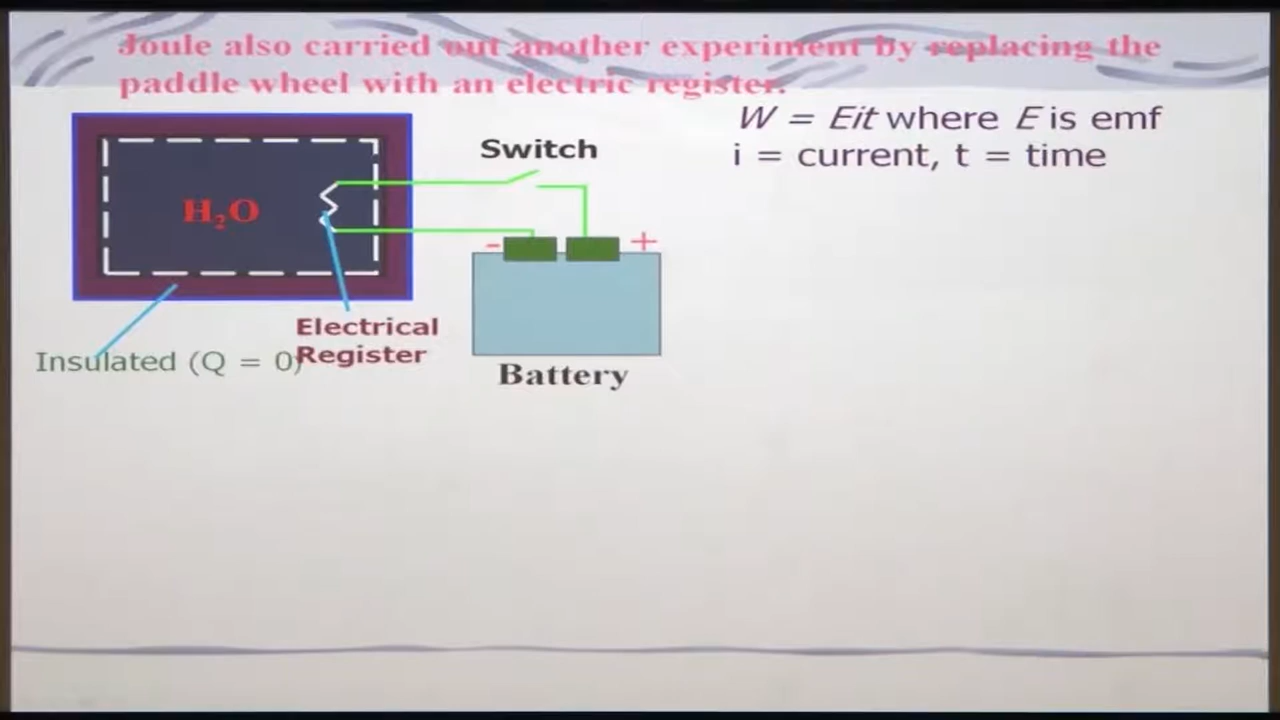 Joule also carried out another experiment by replacing the
paddle wheel with an electric register.
W = Eit where E is emf
i = current, t = time
Switch
H₂O
- +
Electrical
Register
Insulated (Q = 0)
Battery